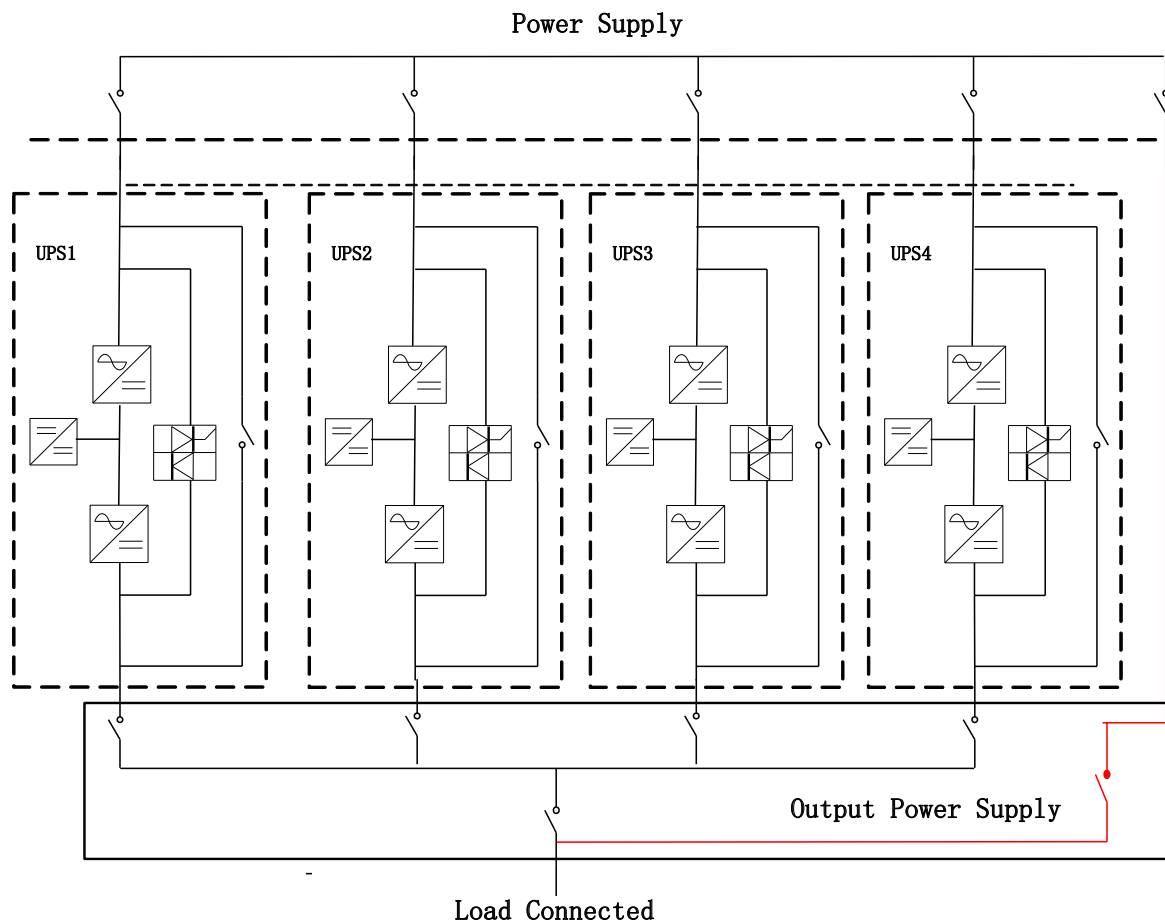 Power Supply
UPS1
UPS2
UPS3
UPS4
Output Power Supply
Load Connected